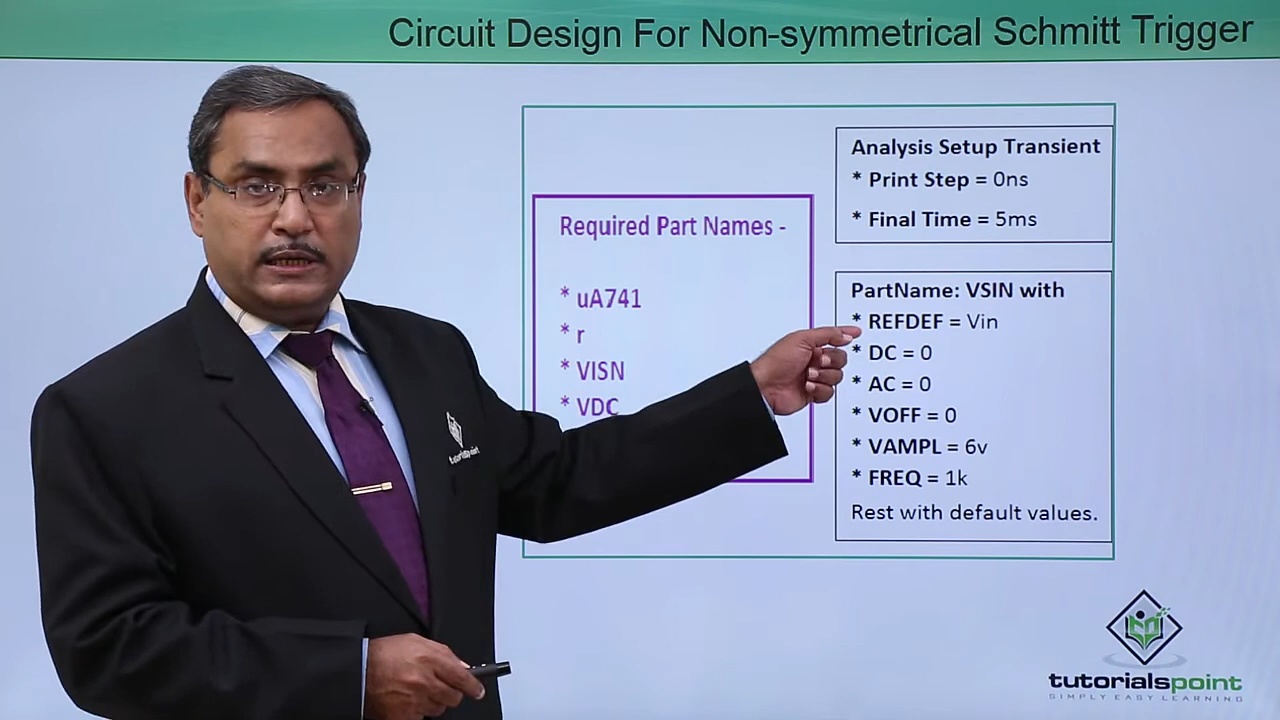 Circuit Design For Non-symmetrical Schmitt Trigger
Required Part Names -
* uA741
* r
* VISN
* VDC
Analysis Setup Transient
* Print Step = 0ns
* Final Time = 5ms
PartName: VSIN with
* REFDEF = Vin
* DC = 0
* AC = 0
* VOFF = 0
* VAMPL = 6v
* FREQ = 1k
Rest with default values.
tutorialspoint
tutorialspoint
SIMPLY EASY LEARNING